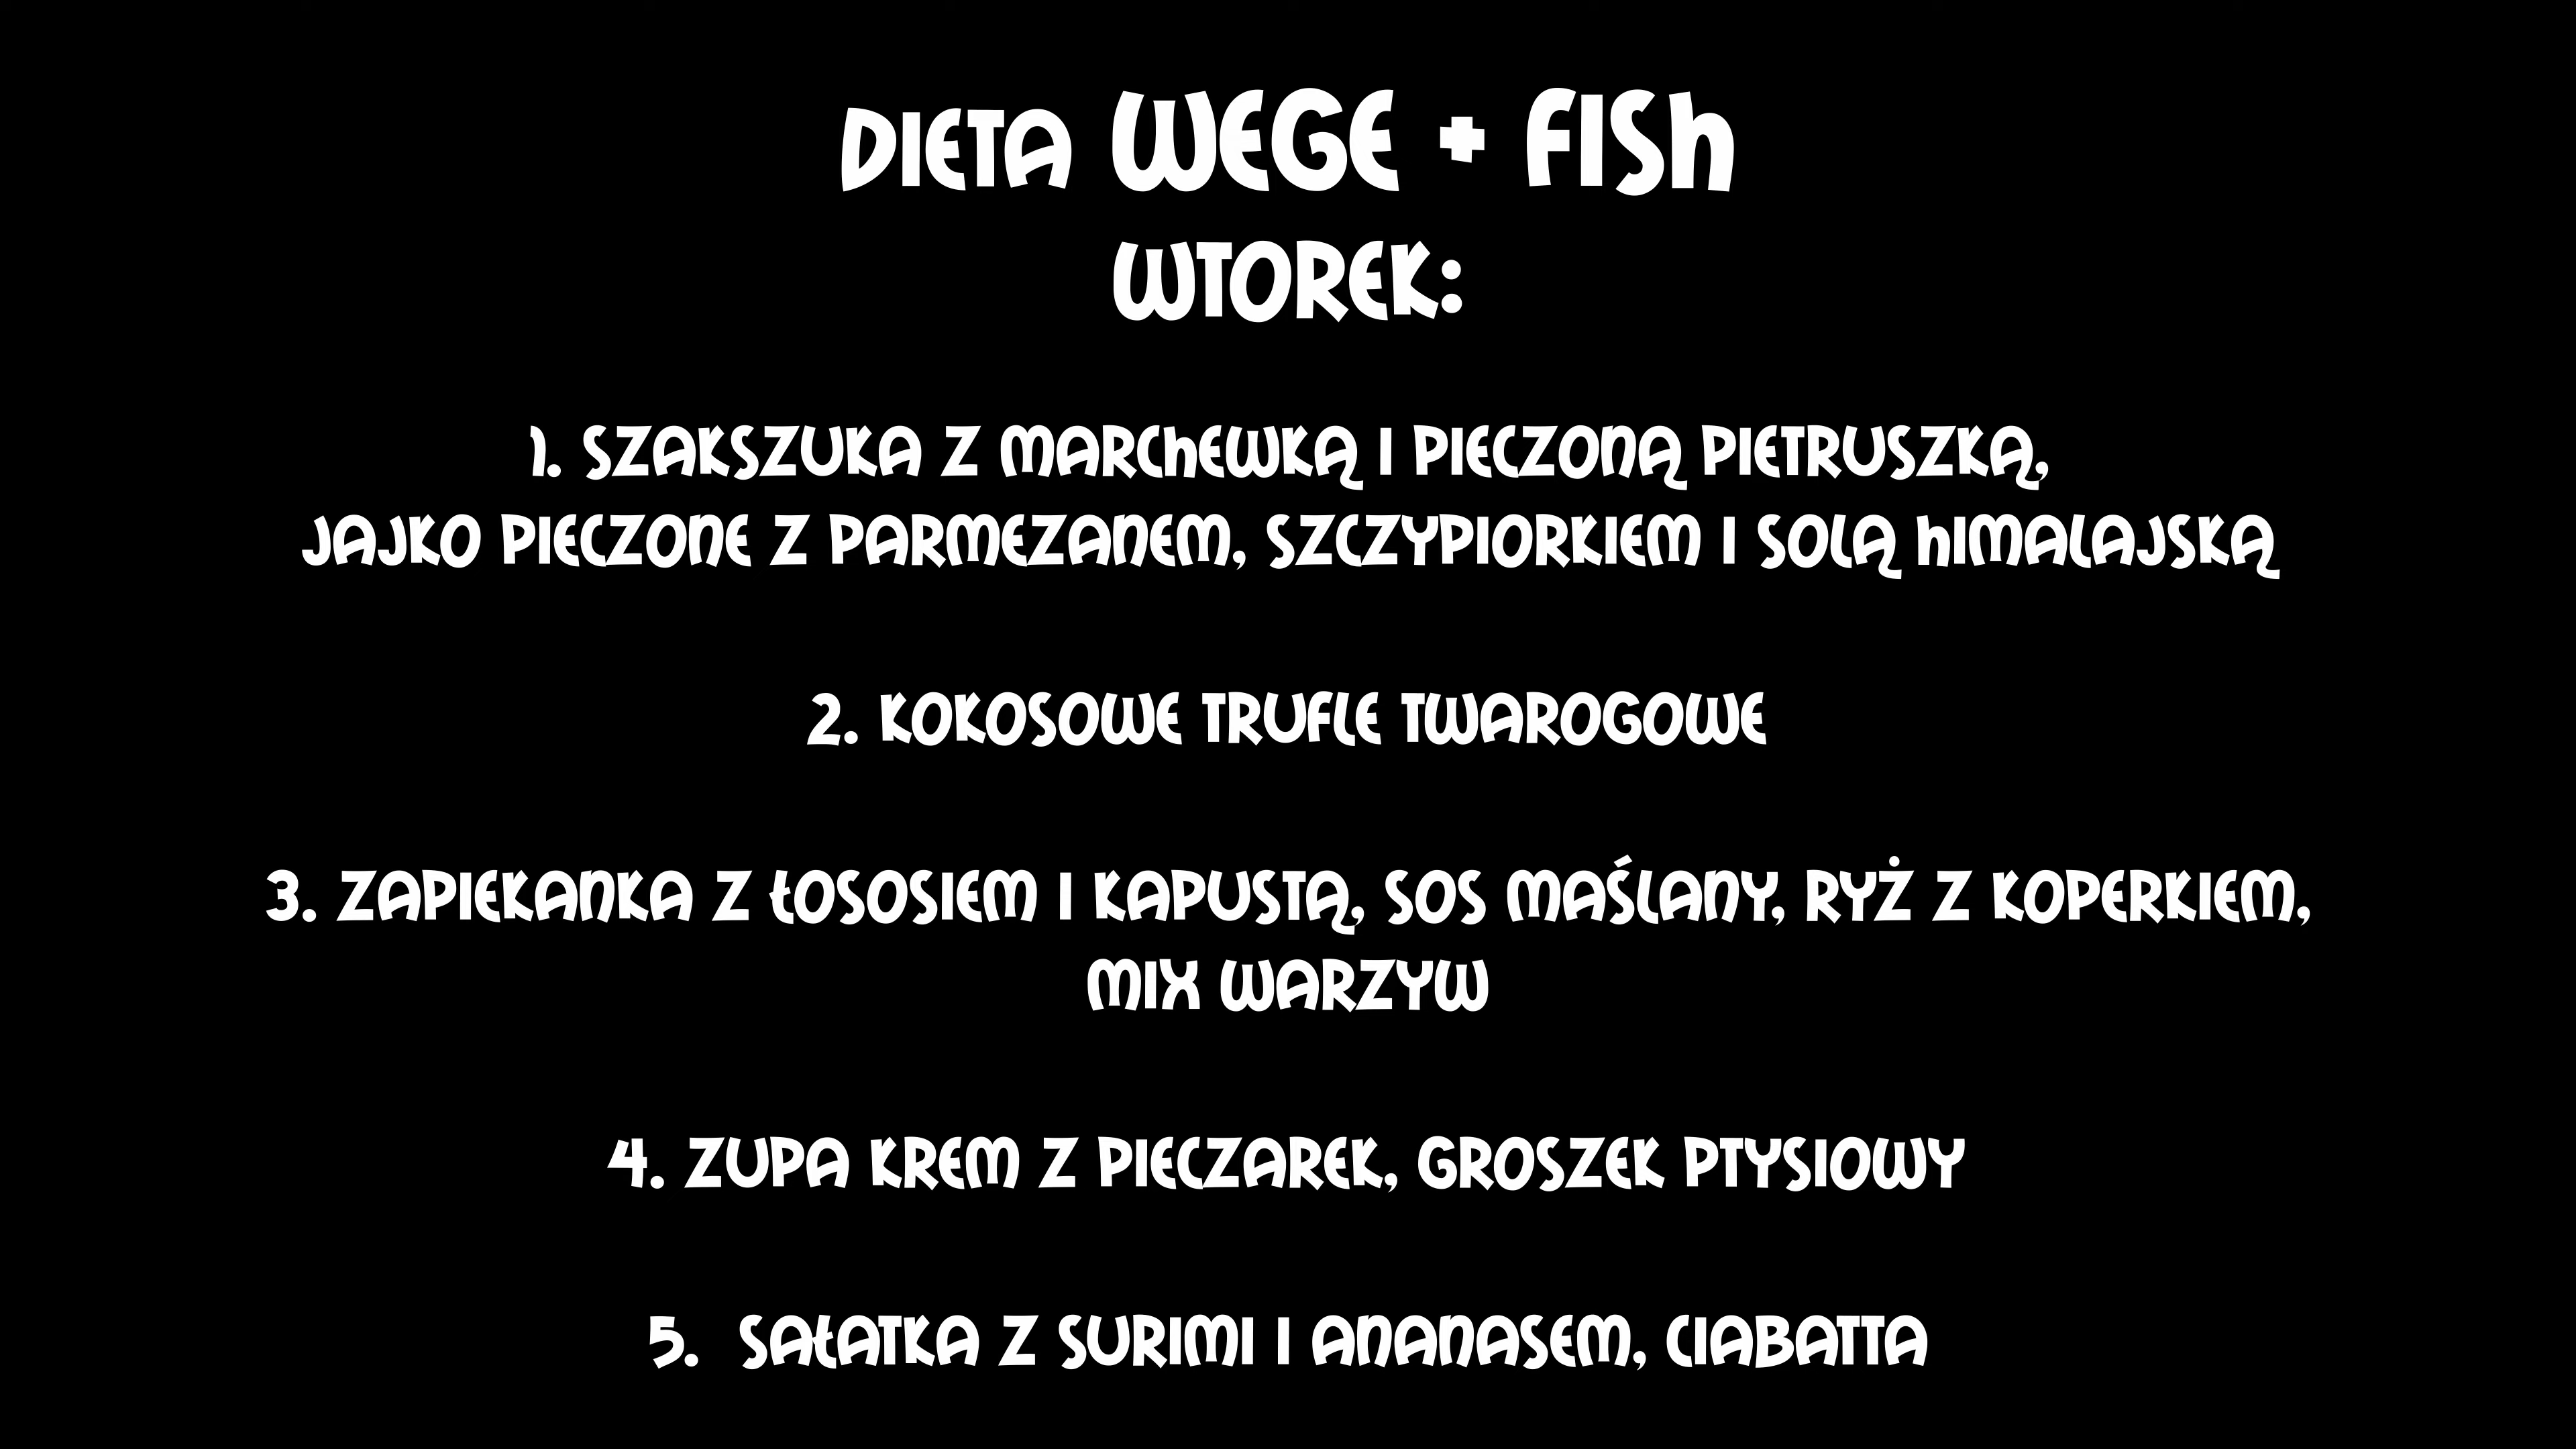 DIETA WEGE + FISH
WTOREK:
1. SZAKSZUKA Z MARCHEWKĄ I PIECZONĄ PIETRUSZKĄ,
JAJKO PIECZONE Z PARMEZANEM, SZCZYPIORKIEM I SOLĄ HIMALAJSKĄ
2. KOKOSOWE TRUFLE TWAROGOWE
3. ZAPIEKANKA Z ŁOSOSIEM I KAPUSTĄ, SOS MAŚLANY, RYŻ Z KOPERKIEM,
MIX WARZYW
4. ZUPA KREM Z PIECZAREK, GROSZEK PTYSIOWY
5. SAŁATKA Z SURIMI I ANANASEM, CIABATTA